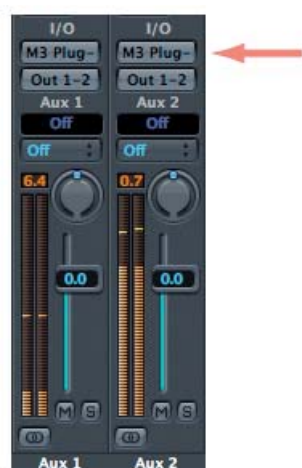 I/O I/O
M3 Plug- M3 Plug-
Out 1-2 Out 1-2
Aux 1 Aux 2
Off Off
Off Off
6.4 0.7
0.0 0.0
M S M S
Aux 1 Aux 2